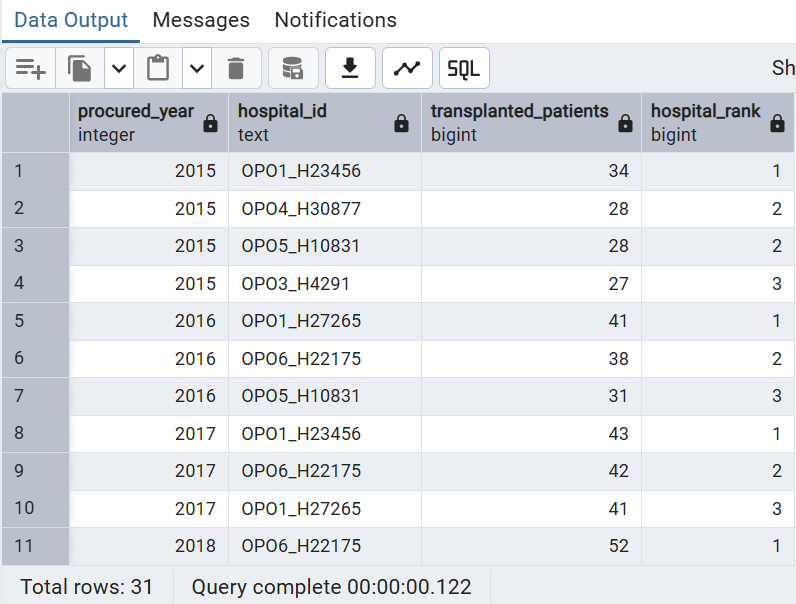 Data Output Messages Notifications
SQL Sh
procured_year hospital_id transplanted_patients hospital_rank
integer text bigint bigint
1 2015 OPO1_H23456 34 1
2 2015 OPO4_H30877 28 2
3 2015 OPO5_H10831 28 2
4 2015 OPO3_H4291 27 3
5 2016 OPO1_H27265 41 1
6 2016 OPO6_H22175 38 2
7 2016 OPO5_H10831 31 3
8 2017 OPO1_H23456 43 1
9 2017 OPO6_H22175 42 2
10 2017 OPO1_H27265 41 3
11 2018 OPO6_H22175 52 1
Total rows: 31 Query complete 00:00:00.122